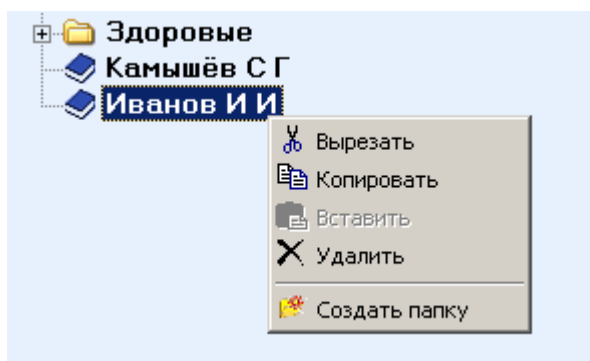 Здоровые
Камышёв С Г
Иванов И И
Вырезать
Копировать
Вставить
Удалить
Создать папку